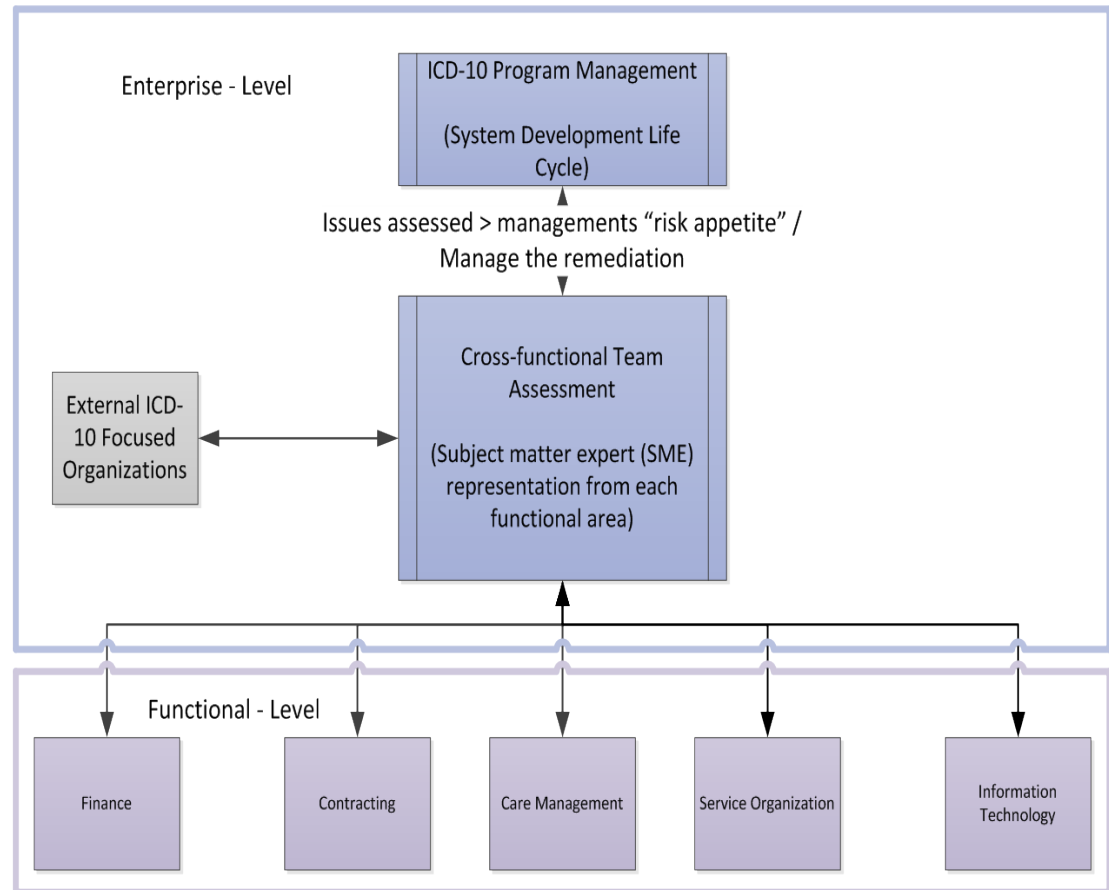 Enterprise - Level
ICD-10 Program Management
(System Development Life
Cycle)
Issues assessed > managements “risk appetite” /
Manage the remediation
Cross-functional Team
Assessment
(Subject matter expert (SME)
representation from each
functional area)
External ICD-
10 Focused
Organizations
Functional - Level
Finance
Contracting
Care Management
Service Organization
Information
Technology